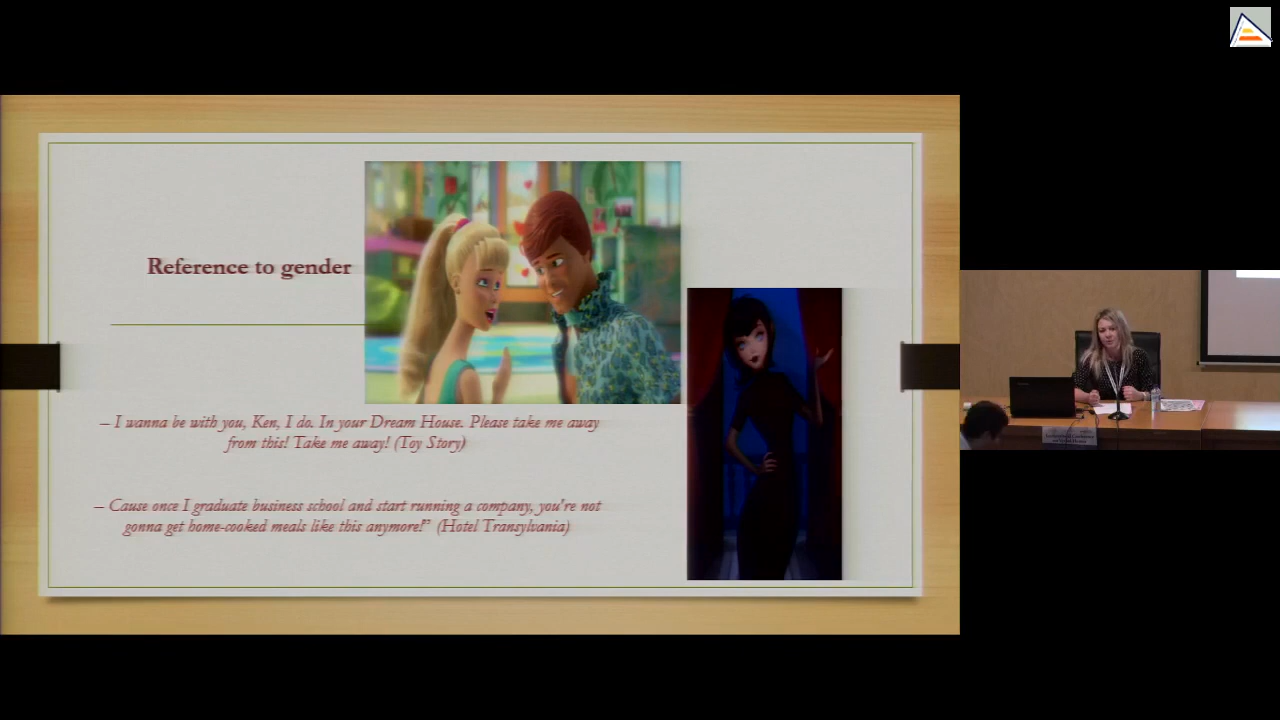 Reference to gender
– I wanna be with you, Ken, I do. In your Dream House. Please take me away
from this! Take me away! (Toy Story)
– Cause once I graduate business school and start running a company, you're not
gonna get home-cooked meals like this anymore!” (Hotel Transylvania)